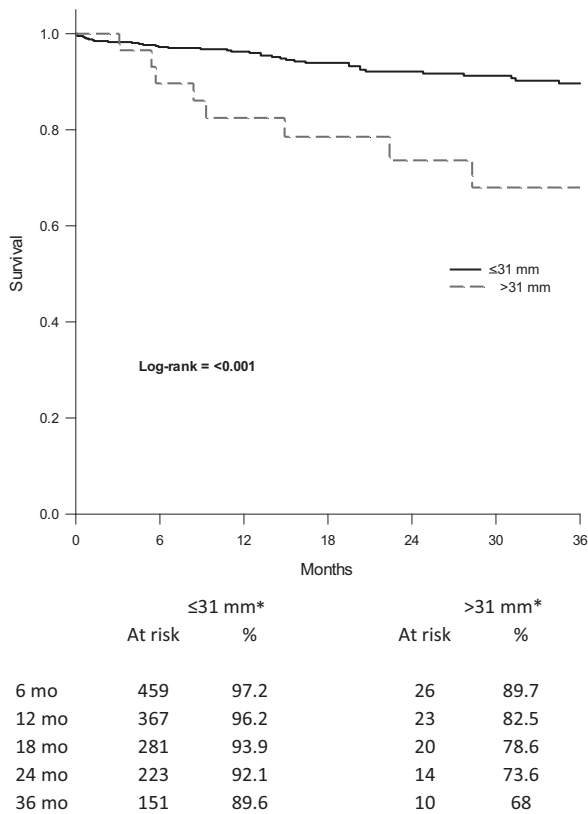 1.0
0.8
0.6
0.4
0.2
0.0
Survival
≤31 mm
>31 mm
Log-rank = <0.001
0 6 12 18 24 30 36
Months
≤31 mm* >31 mm*
At risk % At risk %
6 mo 459 97.2 26 89.7
12 mo 367 96.2 23 82.5
18 mo 281 93.9 20 78.6
24 mo 223 92.1 14 73.6
36 mo 151 89.6 10 68